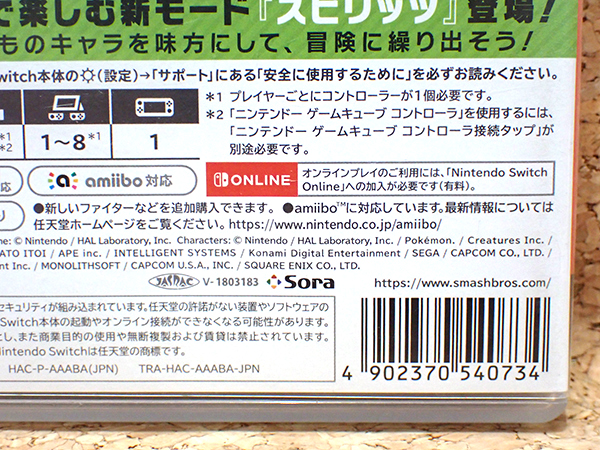 で楽しむ新モード『スピリッツ』登場!
ものキャラを味方にして、冒険に繰り出そう!
witch本体の(設定)→「サポート」にある「安全に使用するために」を必ずお読みください。
*1
*2
1〜8*1
1
*1 プレイヤーごとにコントローラーが1個必要です。
*2 「ニンテンドー ゲームキューブ コントローラ」を使用するには、
「ニンテンドー ゲームキューブ コントローラ接続タップ」が
別途必要です。
対応
amiibo 対応
ONLINE
オンラインプレイのご利用には、「Nintendo Switch
Online」への加入が必要です(有料)。
●新しいファイターなどを追加購入できます。 ●amiibo™に対応しています。最新情報については
任天堂ホームページをご覧ください。https://www.nintendo.co.jp/amiibo/
me: © Nintendo / HAL Laboratory, Inc. Characters: © Nintendo / HAL Laboratory, Inc. / Pokémon. / Creatures Inc. /
ATO ITOI / APE inc. / INTELLIGENT SYSTEMS / Konami Digital Entertainment / SEGA / CAPCOM CO., LTD.
nt Inc. / MONOLITHSOFT / CAPCOM U.S.A., INC. / SQUARE ENIX CO., LTD.
JASRAC V-1803183 Sora
https://www.smashbros.com/
セキュリティが組み込まれています。任天堂の許諾がない装置やソフトウェアの
Switch本体の起動やオンライン接続ができなくなる可能性があります。
とし、また商業目的の使用や無断複製および賃貸は禁止されています。
Nintendo Switchは任天堂の商標です。
HAC-P-AAABA(JPN) TRA-HAC-AAABA-JPN
4 902370 540734